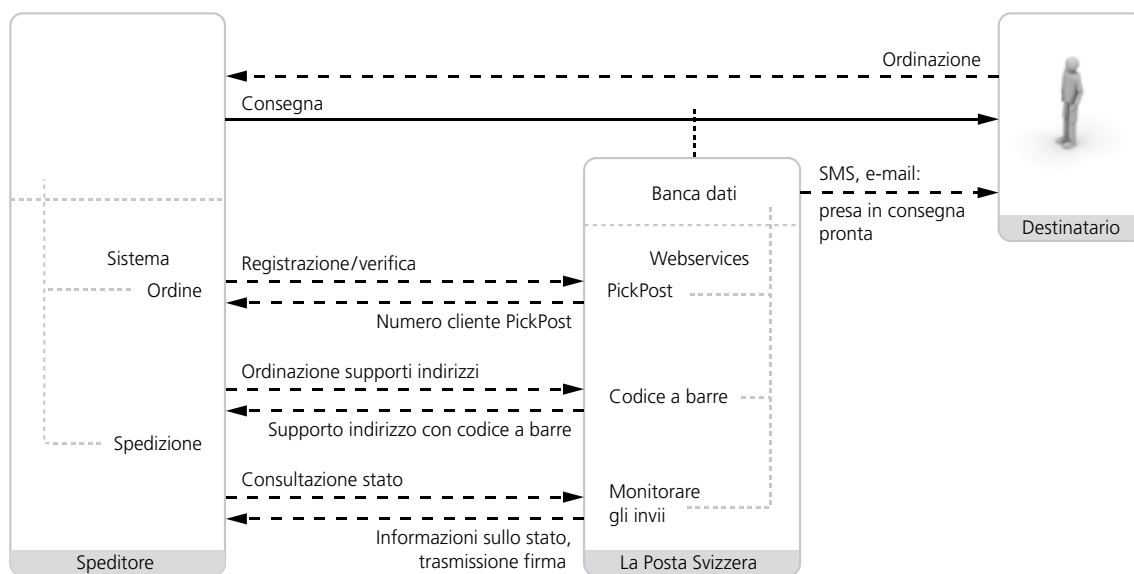 Ordinazione
Consegna
SMS, e-mail:
presa in consegna
pronta
Destinatario
Banca dati
Webservices
Sistema
Ordine
Registrazione/verifica
PickPost
Numero cliente PickPost
Ordinazione supporti indirizzi
Codice a barre
Supporto indirizzo con codice a barre
Spedizione
Consultazione stato
Monitorare
gli invii
Informazioni sullo stato,
trasmissione firma
Speditore
La Posta Svizzera